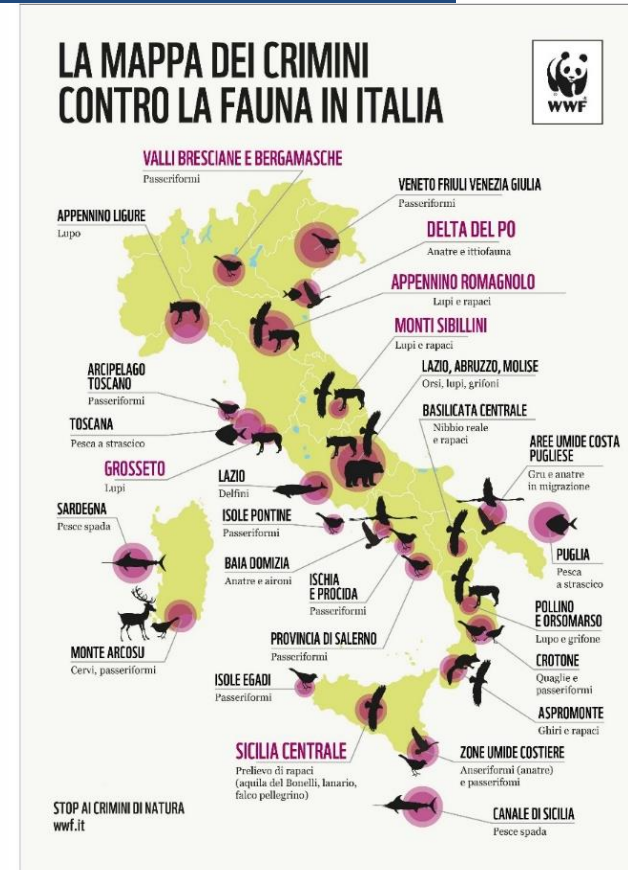 LA MAPPA DEI CRIMINI
CONTRO LA FAUNA IN ITALIA
WWF
VALLI BRESCIANE E BERGAMASCHE
Passeriformi
VENETO FRIULI VENEZIA GIULIA
Passeriformi
APPENNINO LIGURE
Lupo
DELTA DEL PO
Anatre e ittiofauna
APPENNINO ROMAGNOLO
Lupi e rapaci
MONTI SIBILLINI
Lupi e rapaci
LAZIO, ABRUZZO, MOLISE
Orsi, lupi, grifoni
ARCIPELAGO
TOSCANO
Passeriformi
BASILICATA CENTRALE
Nibbio reale
e rapaci
TOSCANA
Pesca a strascico
AREE UMIDE COSTA
PUGLIESE
Gru e anatre
in migrazione
GROSSETO
Lupi
LAZIO
Delfini
SARDEGNA
Pesce spada
ISOLE PONTINE
Passeriformi
PUGLIA
Pesca
a strascico
BAIA DOMIZIA
Anatre e aironi
ISCHIA
E PROCIDA
Passeriformi
POLLINO
E ORSOMARSO
Lupo e grifone
PROVINCIA DI SALERNO
Passeriformi
MONTE ARCOSU
Cervi, passeriformi
CROTONE
Quaglie e
passeriformi
ISOLE EGADI
Passeriformi
ASPROMONTE
Ghiri e rapaci
SICILIA CENTRALE
Prelievo di rapaci
(aquila del Bonelli, lanario,
falco pellegrino)
ZONE UMIDE COSTIERE
Anseriformi (anatre)
e passerifomi
CANALE DI SICILIA
Pesce spada
STOP AI CRIMINI DI NATURA
wwf.it